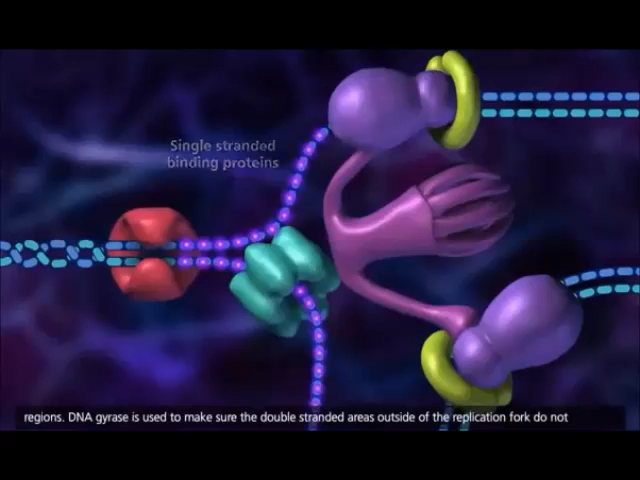 Single stranded
binding proteins
regions. DNA gyrase is used to make sure the double stranded areas outside of the replication fork do not